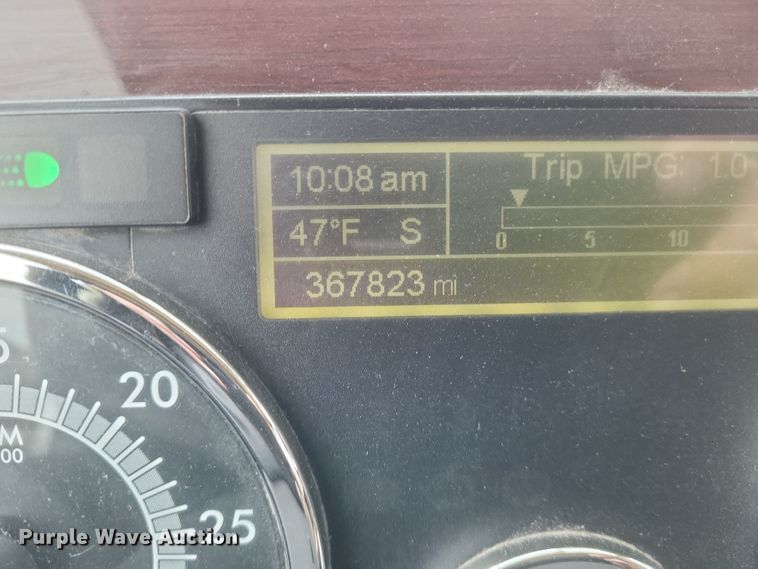 10:08 am
Trip MPG: 1.0
47°F S
0 5 10
367823 mi
20
25
Purple Wave Auction